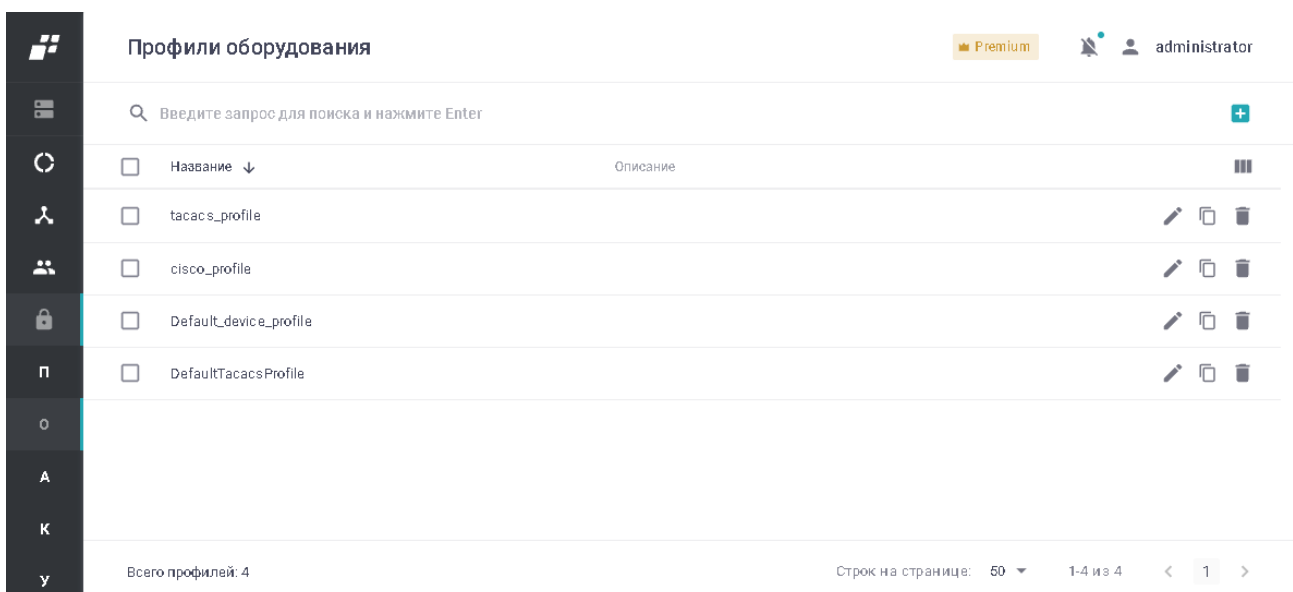 Профили оборудования
Premium
administrator
Введите запрос для поиска и нажмите Enter
Название Описание
tacacs_profile
cisco_profile
Default_device_profile
П
DefaultTacacsProfile
О
А
К
У
Всего профилей: 4
Строк на странице: 50 1-4 из 4 1